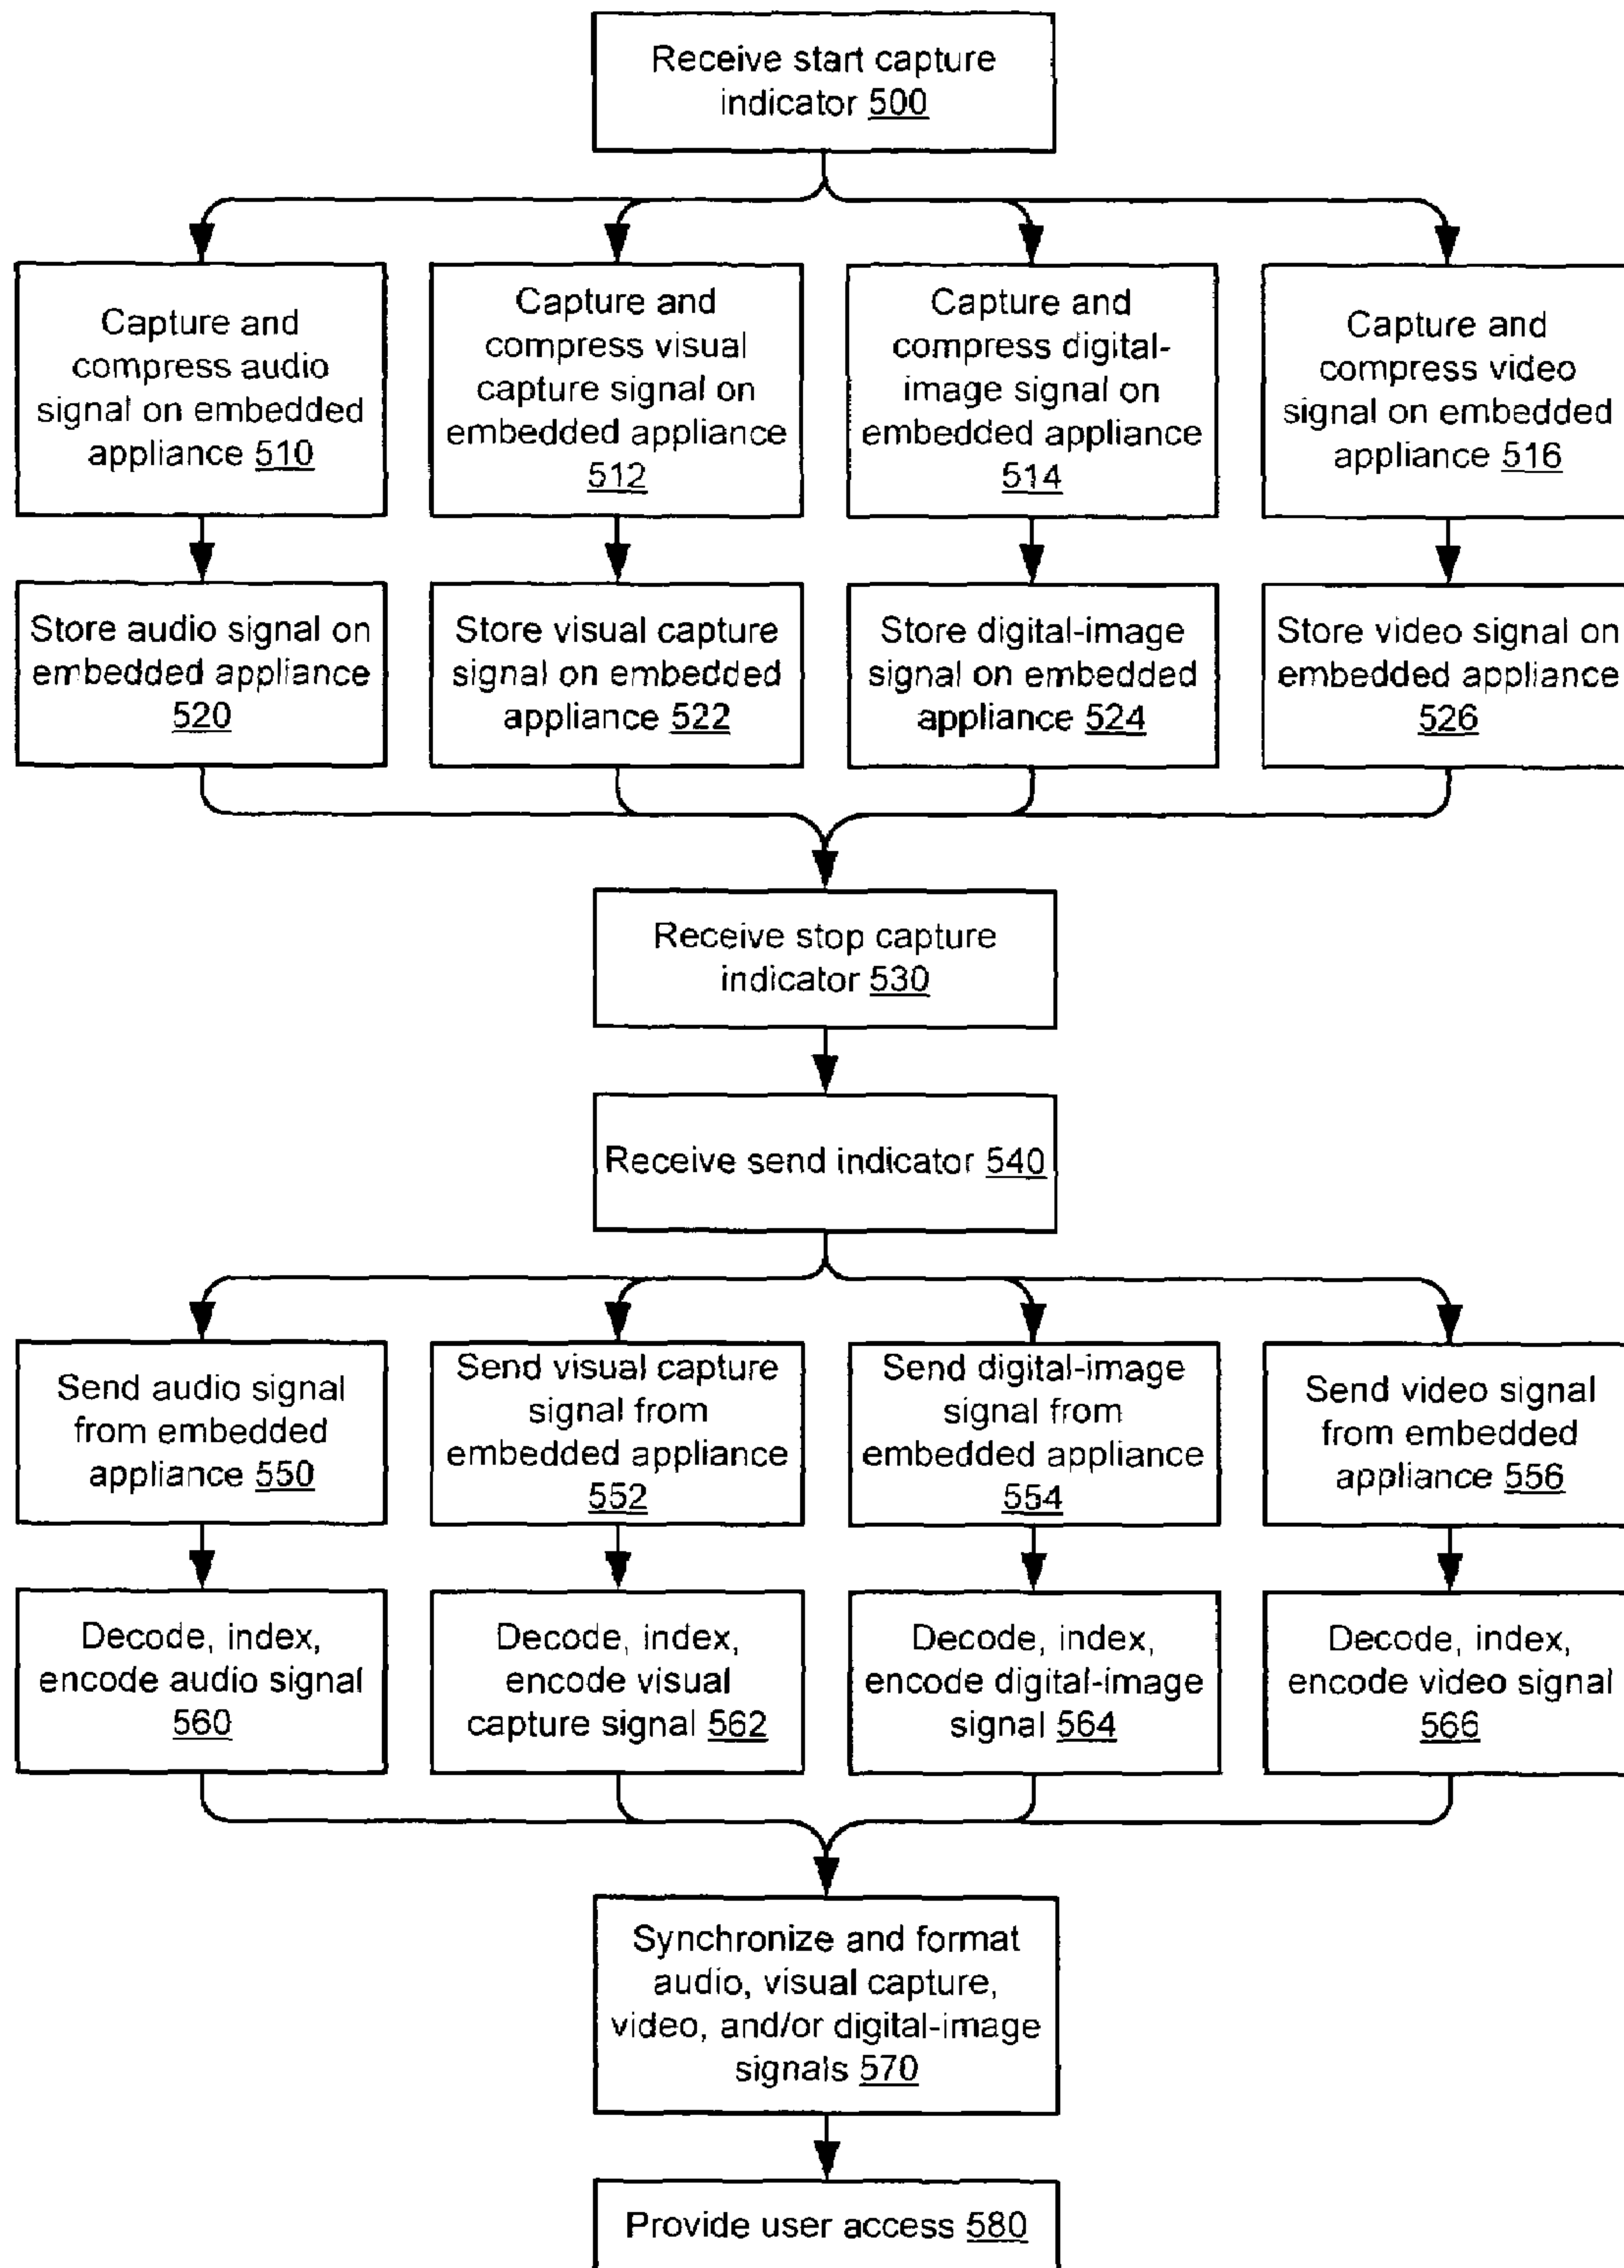 Receive start capture
indicator 500
Capture and
compress audio
signal on embedded
appliance 510
Capture and
compress visual
capture signal on
embedded appliance
512
Capture and
compress digital-
image signal on
embedded appliance
514
Capture and
compress video
signal on embedded
appliance 516
Store audio signal on
embedded appliance
520
Store visual capture
signal on embedded
appliance 522
Store digital-image
signal on embedded
appliance 524
Store video signal on
embedded appliance
526
Receive stop capture
indicator 530
Receive send indicator 540
Send audio signal
from embedded
appliance 550
Send visual capture
signal from
embedded appliance
552
Send digital-image
signal from
embedded appliance
554
Send video signal
from embedded
appliance 556
Decode, index,
encode audio signal
560
Decode, index,
encode visual
capture signal 562
Decode, index,
encode digital-image
signal 564
Decode, index,
encode video signal
566
Synchronize and format
audio, visual capture,
video, and/or digital-image
signals 570
Provide user access 580